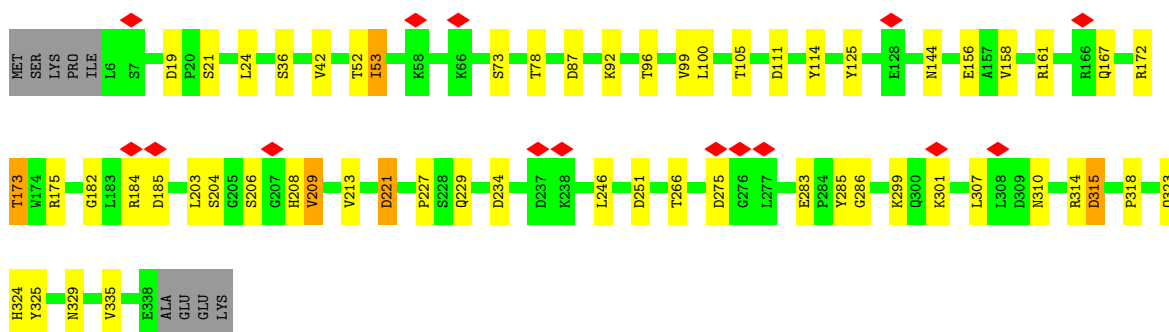 MET SER LYS PRO ILE L6 S7 D19 P20 S21 L24 S36 V42 T52 I53 K58 K66 S73 T78 D87 K92 T96 V99 L100 T105 D111 Y114 Y125 E128 N144 E156 A157 V158 R161 R166 Q167 R172
T173 W174 R175 G182 L183 R184 D185 L203 S204 G205 S206 G207 H208 V209 V213 D221 P227 S228 Q229 D234 D237 K238 L246 D251 T266 D275 G276 L277 E283 P284 Y285 G286 K299 Q300 K301 L307 L308 D309 N310 R314 D315 P318
H324 Y325 N329 V335 E338 ALA GLU GLU LYS